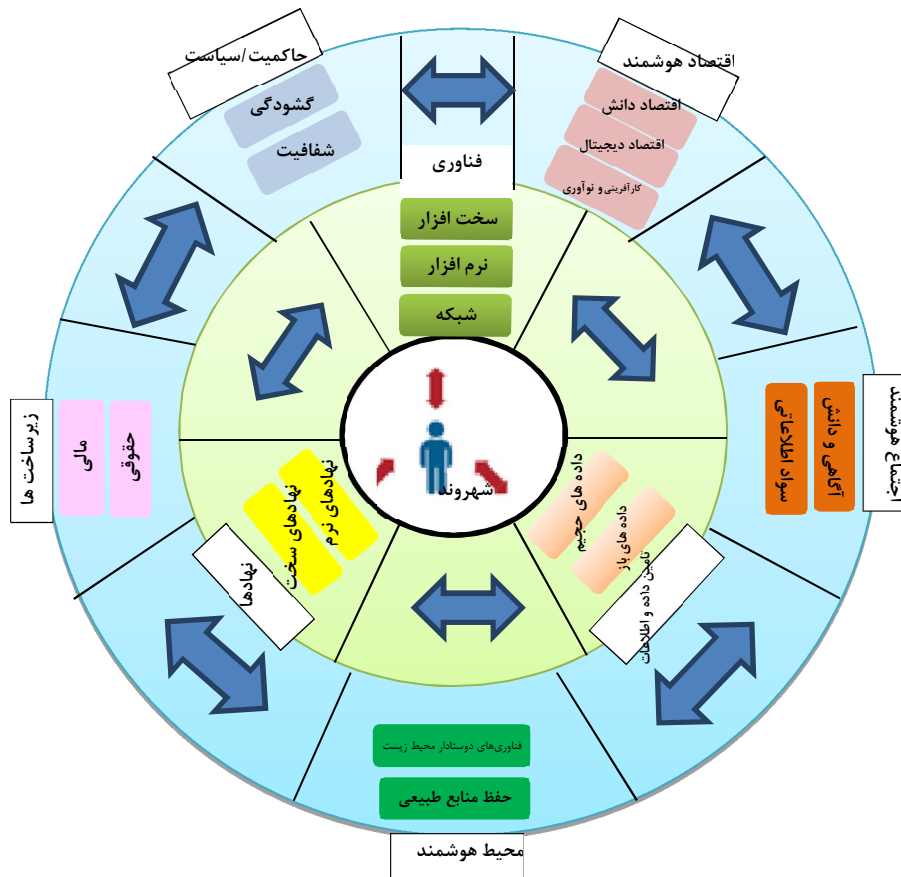 حاکمیت/سیاست
گشودگی
شفافیت
اقتصاد هوشمند
اقتصاد دانش
اقتصاد دیجیتال
کارآفرینی و نوآوری
فناوری
سخت افزار
نرم افزار
شبکه
اجتماع هوشمند
آگاهی و دانش
سواد اطلاعاتی
زیرساخت ها
حقوقی
مالی
شهروند
نهادهای نرم
نهادهای سخت
نهادها
داده های حجیم
داده های باز
تامین داده و اطلاعات
فناوری‌های دوستدار محیط زیست
حفظ منابع طبیعی
محیط هوشمند